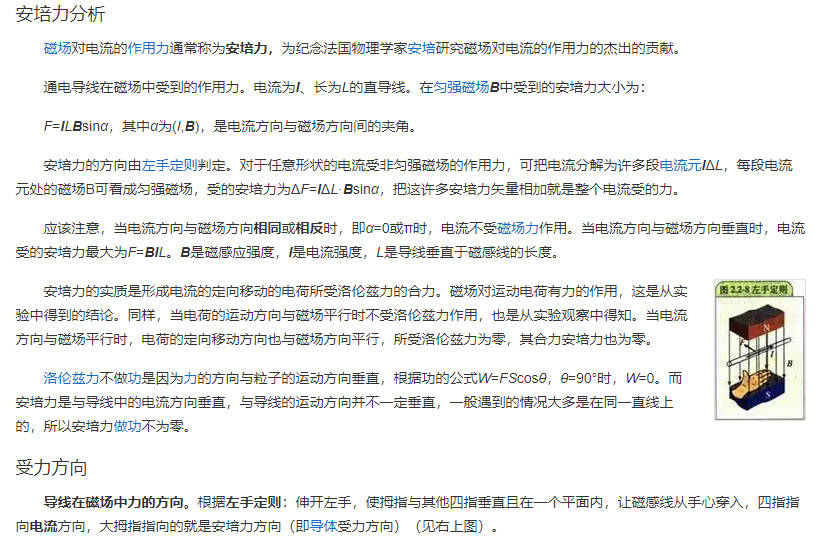 安培力分析
磁场对电流的作用力通常称为安培力，为纪念法国物理学家安培研究磁场对电流的作用力的杰出的贡献。
通电导线在磁场中受到的作用力。电流为I、长为L的直导线。在匀强磁场B中受到的安培力大小为：
F=ILBsinα，其中α为(I,B)，是电流方向与磁场方向间的夹角。
安培力的方向由左手定则判定。对于任意形状的电流受非匀强磁场的作用力，可把电流分解为许多段电流元IΔL，每段电流
元处的磁场B可看成匀强磁场，受的安培力为ΔF=IΔL·Bsinα，把这许多安培力矢量相加就是整个电流受的力。
应该注意，当电流方向与磁场方向相同或相反时，即α=0或π时，电流不受磁场力作用。当电流方向与磁场方向垂直时，电流
受的安培力最大为F=BIL。B是磁感应强度，I是电流强度，L是导线垂直于磁感线的长度。
安培力的实质是形成电流的定向移动的电荷所受洛伦兹力的合力。磁场对运动电荷有力的作用，这是从实
验中得到的结论。同样，当电荷的运动方向与磁场平行时不受洛伦兹力作用，也是从实验观察中得知。当电流
方向与磁场平行时，电荷的定向移动方向也与磁场方向平行，所受洛伦兹力为零，其合力安培力也为零。
图 2.2-8 左手定则
N
I
B
S
洛伦兹力不做功是因为力的方向与粒子的运动方向垂直，根据功的公式W=FScosθ，θ=90°时，W=0。而
安培力是与导线中的电流方向垂直，与导线的运动方向并不一定垂直，一般遇到的情况大多是在同一直线上
的，所以安培力做功不为零。
受力方向
导线在磁场中力的方向。根据左手定则：伸开左手，使拇指与其他四指垂直且在一个平面内，让磁感线从手心穿入，四指指
向电流方向，大拇指指向的就是安培力方向（即导体受力方向）（见右上图）。